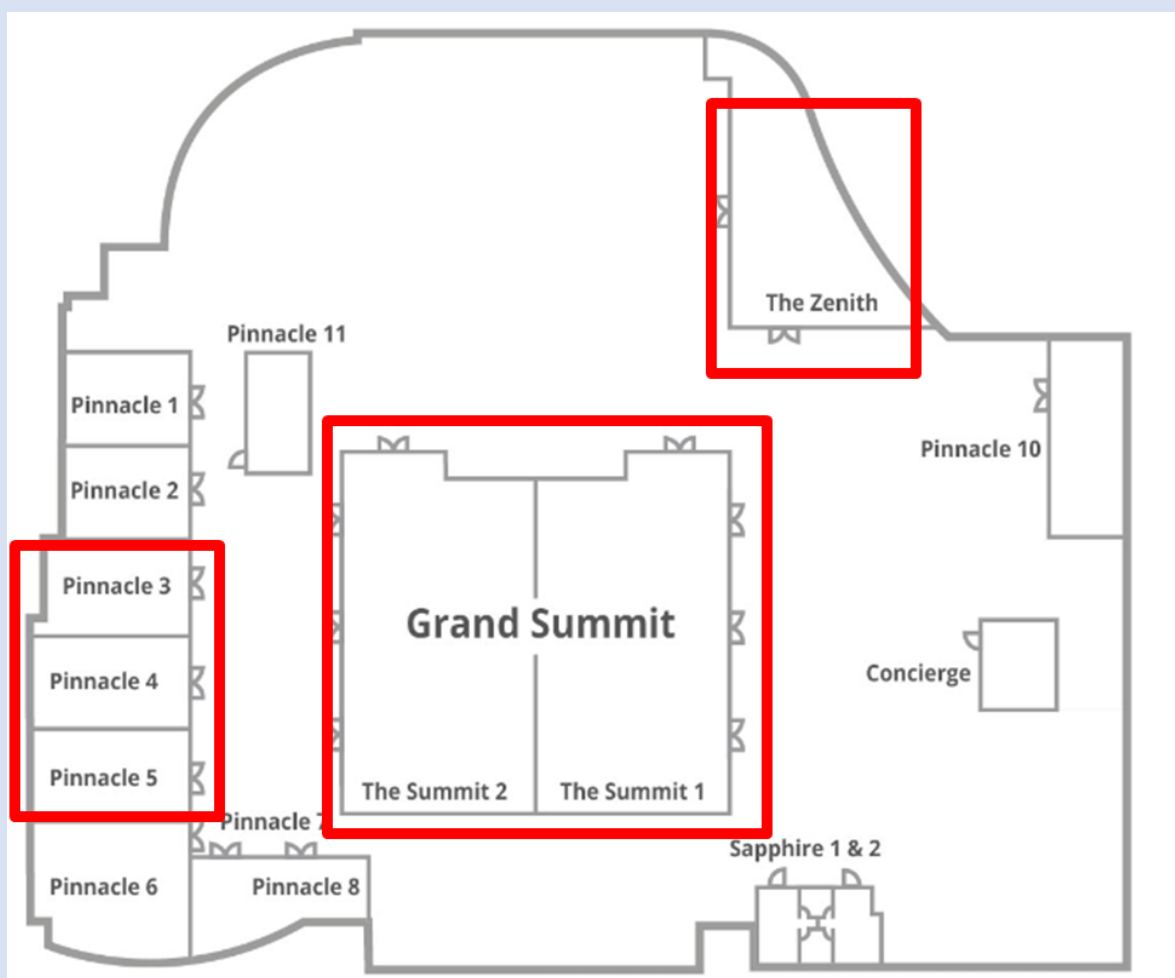 The Zenith
Pinnacle 11
Pinnacle 1
Pinnacle 10
Pinnacle 2
Pinnacle 3
Grand Summit
Concierge
Pinnacle 4
Pinnacle 5
The Summit 2
The Summit 1
Pinnacle 7
Sapphire 1 & 2
Pinnacle 6
Pinnacle 8